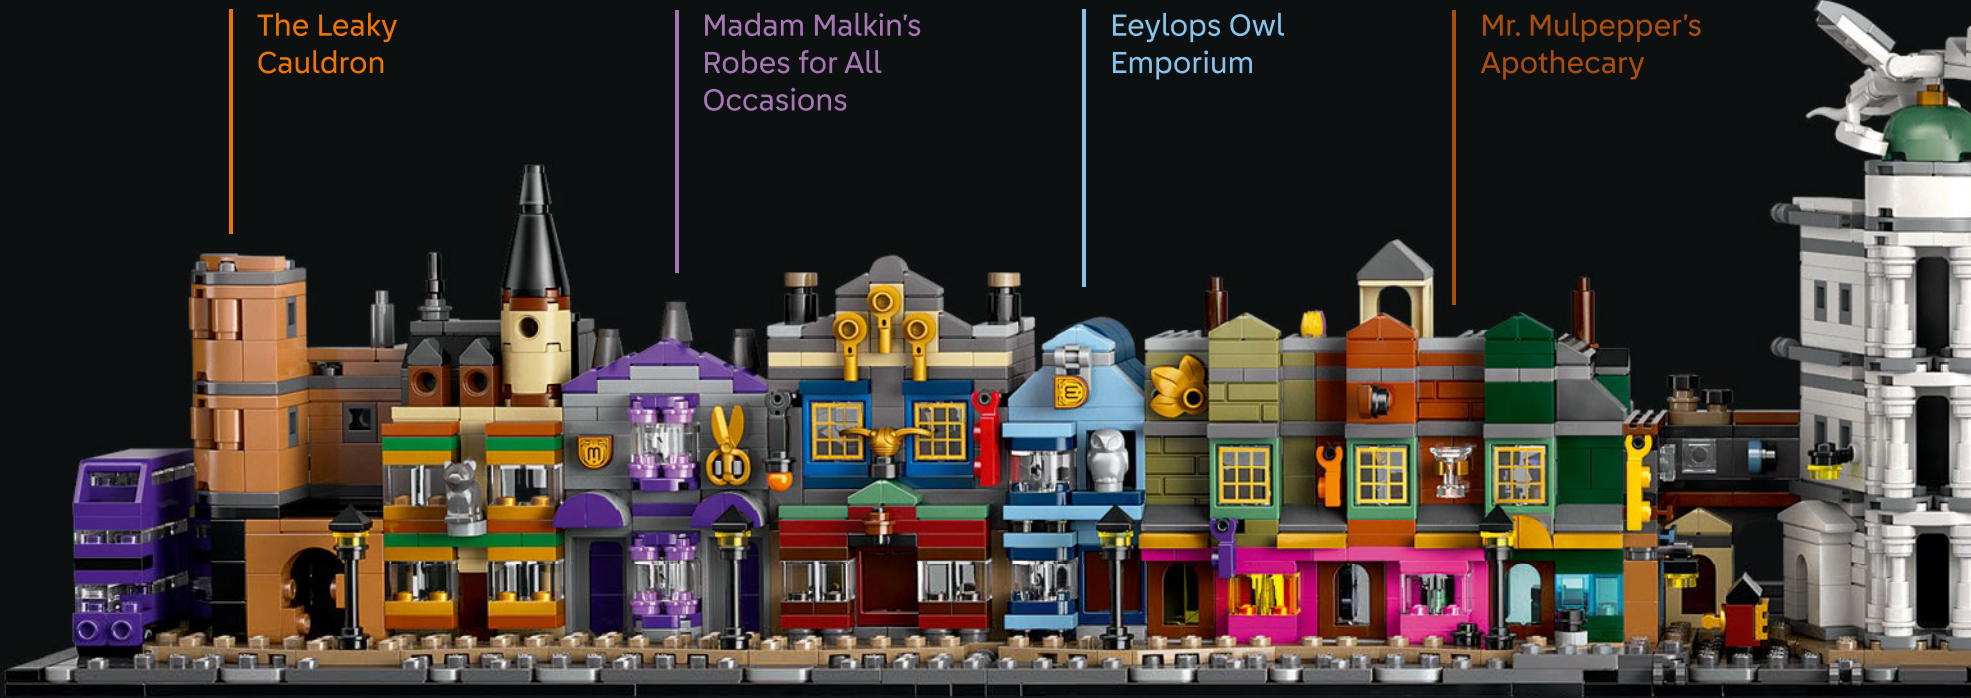 The Leaky
Cauldron
Madam Malkin's
Robes for All
Occasions
Eeylops Owl
Emporium
Mr. Mulpepper's
Apothecary